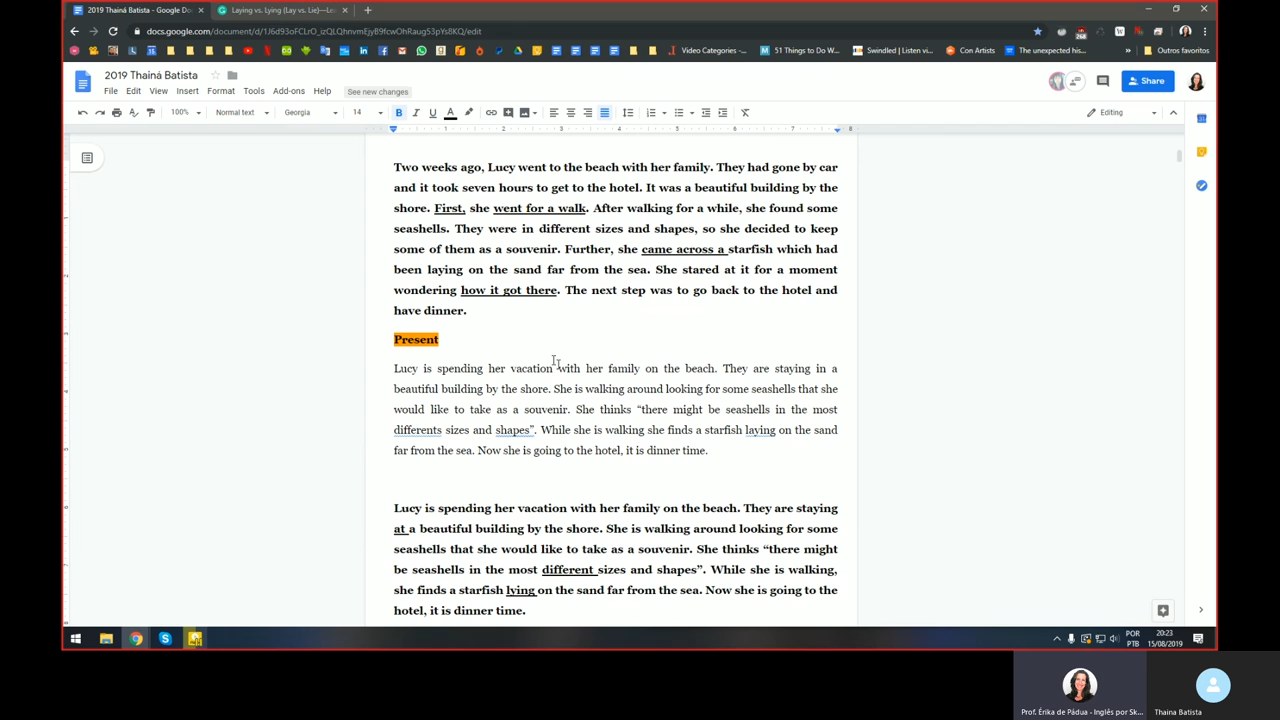 2019 Thainá Batista - Google Do
Laying vs. Lying (Lay vs. Lie)—Le
docs.google.com/document/d/1J6d93oFCLrO_izQLQhnvmEjyB9fcwOhRaug53pYs8KQ/edit
Video Categories -...
51 Things to Do W...
Swindled | Listen vi...
Con Artists
The unexpected his...
»
Outros favoritos
2019 Thainá Batista
File Edit View Insert Format Tools Add-ons Help See new changes
Share
100% Normal text Georgia 14 B I U A Editing
1 2 3 4 5 6 7 8
Two weeks ago, Lucy went to the beach with her family. They had gone by car
and it took seven hours to get to the hotel. It was a beautiful building by the
shore. First, she went for a walk. After walking for a while, she found some
seashells. They were in different sizes and shapes, so she decided to keep
some of them as a souvenir. Further, she came across a starfish which had
been laying on the sand far from the sea. She stared at it for a moment
wondering how it got there. The next step was to go back to the hotel and
have dinner.
Present
Lucy is spending her vacation with her family on the beach. They are staying in a
beautiful building by the shore. She is walking around looking for some seashells that she
would like to take as a souvenir. She thinks “there might be seashells in the most
differents sizes and shapes”. While she is walking she finds a starfish laying on the sand
far from the sea. Now she is going to the hotel, it is dinner time.
Lucy is spending her vacation with her family on the beach. They are staying
at a beautiful building by the shore. She is walking around looking for some
seashells that she would like to take as a souvenir. She thinks “there might
be seashells in the most different sizes and shapes”. While she is walking,
she finds a starfish lying on the sand far from the sea. Now she is going to the
hotel, it is dinner time.
POR
PTB
20:23
15/08/2019
Prof. Érika de Pádua - Inglês por Sk...
Thaina Batista